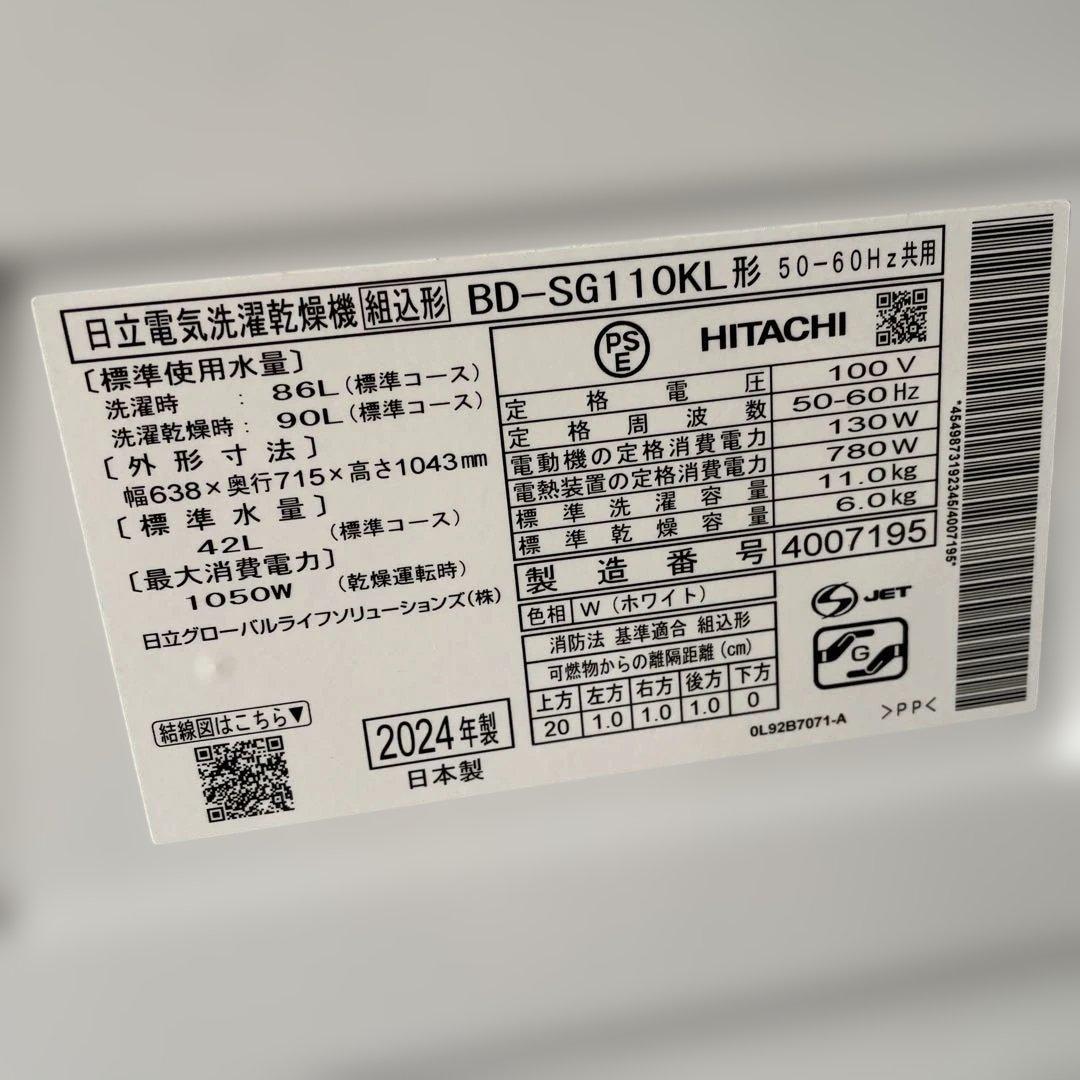 日立電気洗濯乾燥機 組込形 BD-SG110KL形 50-60Hz共用
〔標準使用水量〕
洗濯時 : 86L(標準コース)
洗濯乾燥時: 90L(標準コース)
〔外形寸法〕
幅638×奥行715×高さ1043mm
〔標準水量〕
42L (標準コース)
〔最大消費電力〕
1050W (乾燥運転時)
日立グローバルライフソリューションズ(株)
結線図はこちら▼
2024年製
日本製
PS
E
HITACHI
定格電圧 100V
定格周波数 50-60Hz
電動機の定格消費電力 130W
電熱装置の定格消費電力 780W
標準洗濯容量 11.0kg
標準乾燥容量 6.0kg
製造番号 4007195
色相 W(ホワイト)
消防法 基準適合 組込形
可燃物からの離隔距離(cm)
上方 左方 右方 後方 下方
20 1.0 1.0 1.0 0
JET
G
0L92B7071-A >PP<
*4549873192345/4007195*